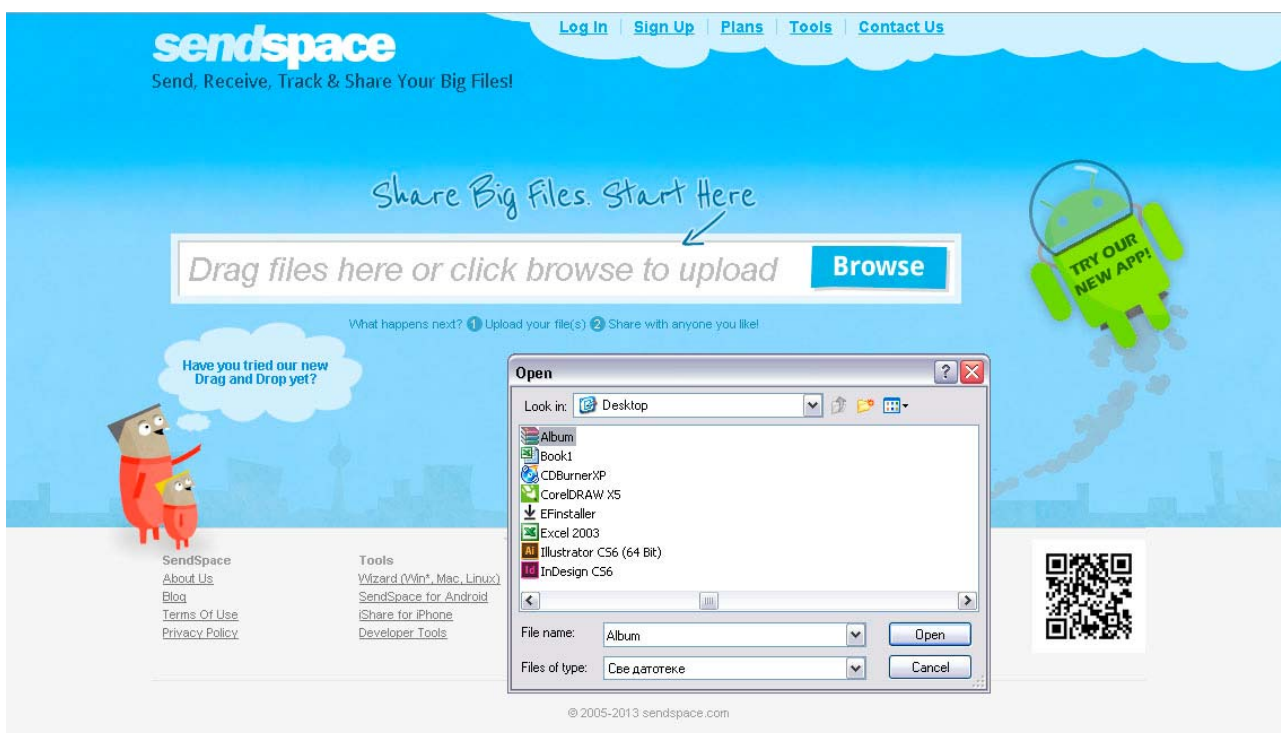 sendspace
Log In | Sign Up | Plans | Tools | Contact Us
Send, Receive, Track & Share Your Big Files!
Share Big Files. Start Here
Drag files here or click browse to upload
Browse
TRY OUR
NEW APP!
What happens next? 1 Upload your file(s) 2 Share with anyone you like!
Have you tried our new
Drag and Drop yet?
Open
Look in: Desktop
Album
Book1
CDBurnerXP
CorelDRAW X5
EFinstaller
Excel 2003
Ai Illustrator CS6 (64 Bit)
Id InDesign CS6
File name: Album Open
Files of type: Све датотеке Cancel
SendSpace
About Us
Blog
Terms Of Use
Privacy Policy
Tools
Wizard (Win*, Mac, Linux)
SendSpace for Android
iShare for iPhone
Developer Tools
© 2005-2013 sendspace.com